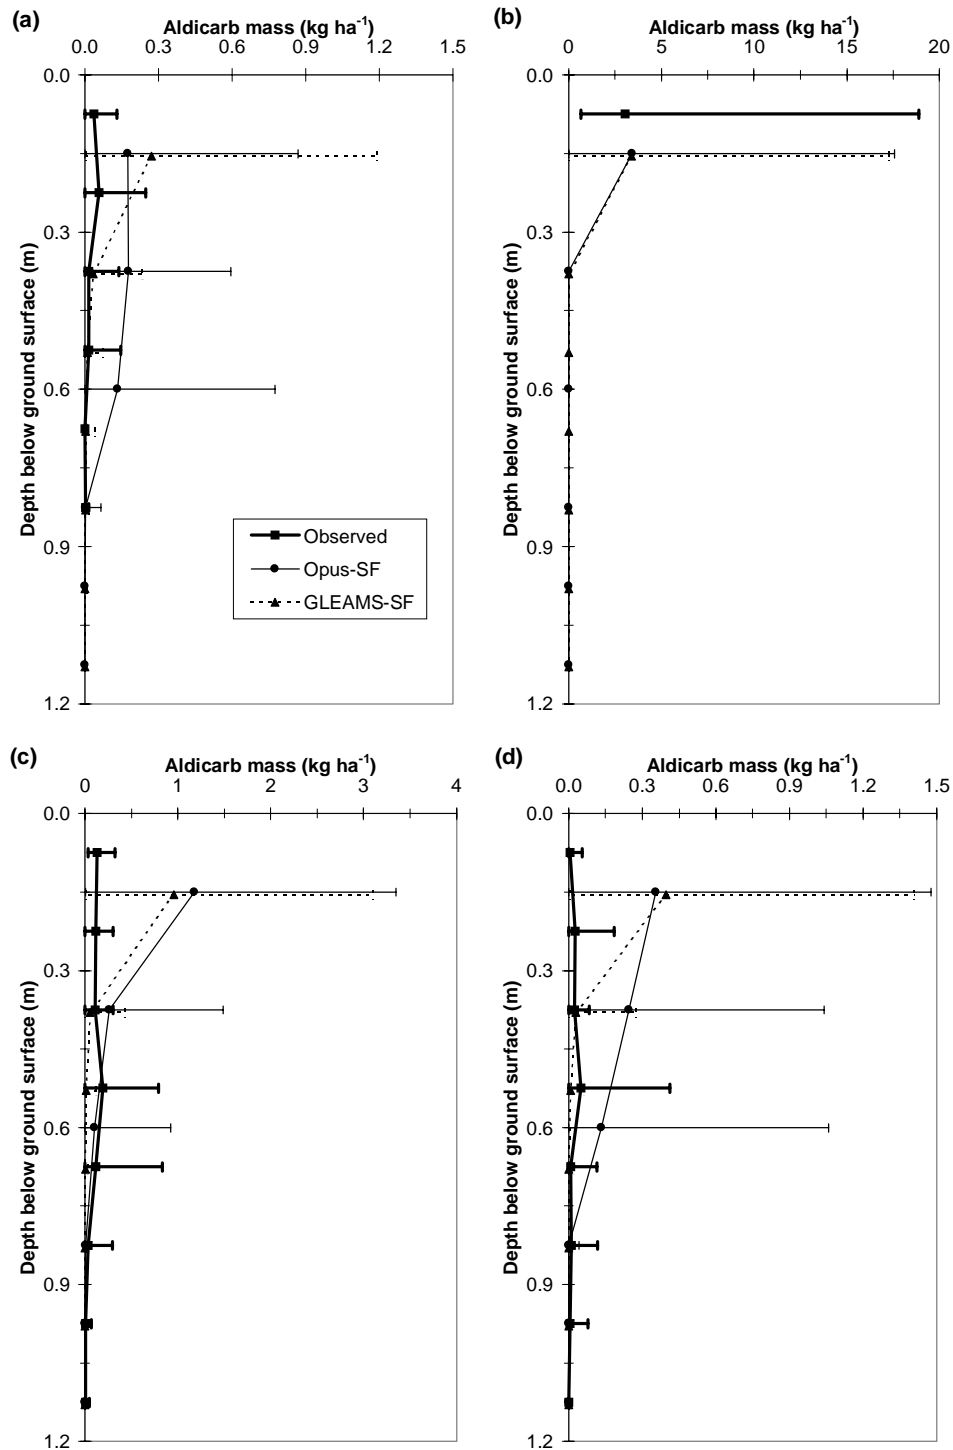 (a)
Aldicarb mass (kg ha-1)
0.0 0.3 0.6 0.9 1.2 1.5
0.0
0.3
0.6
0.9
1.2
Depth below ground surface (m)
Observed
Opus-SF
GLEAMS-SF
(b)
Aldicarb mass (kg ha-1)
0 5 10 15 20
0.0
0.3
0.6
0.9
1.2
Depth below ground surface (m)
(c)
Aldicarb mass (kg ha-1)
0 1 2 3 4
0.0
0.3
0.6
0.9
1.2
Depth below ground surface (m)
(d)
Aldicarb mass (kg ha-1)
0.0 0.3 0.6 0.9 1.2 1.5
0.0
0.3
0.6
0.9
1.2
Depth below ground surface (m)